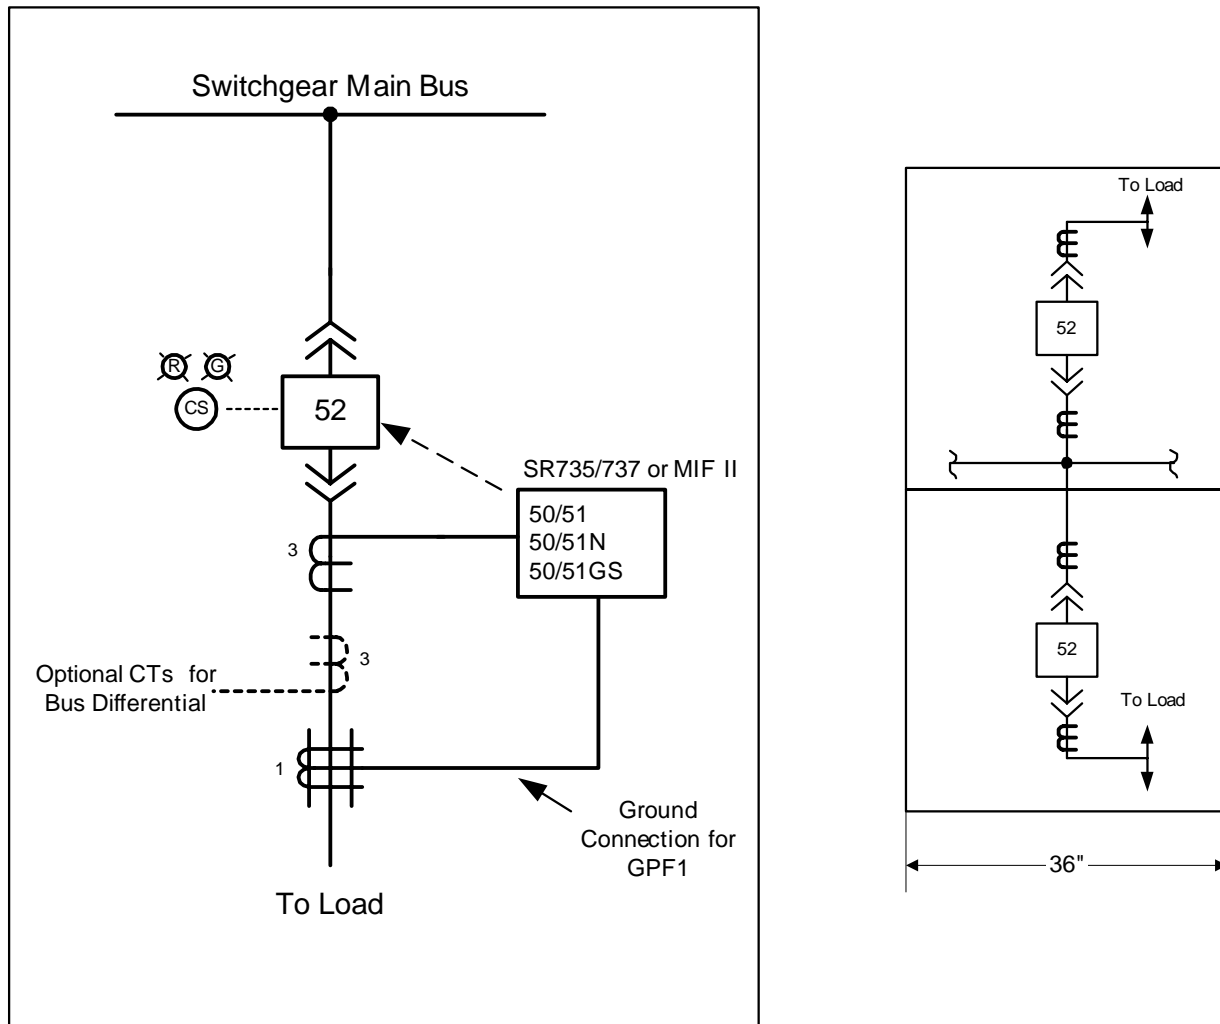 Switchgear Main Bus
R
G
CS
52
SR735/737 or MIF II
50/51
50/51N
50/51GS
3
3
Optional CTs for
Bus Differential
1
Ground
Connection for
GPF1
To Load
To Load
52
52
To Load
36"